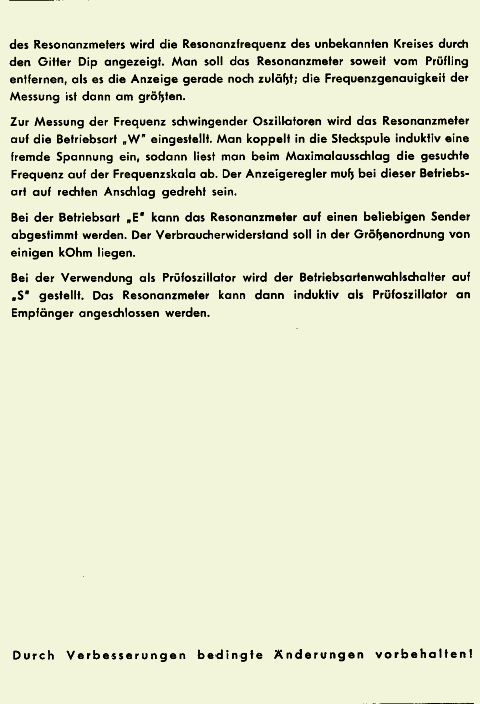 des Resonanzmeters wird die Resonanzfrequenz des unbekannten Kreises durch
den Gitter Dip angezeigt. Man soll das Resonanzmeter soweit vom Prüfling
entfernen, als es die Anzeige gerade noch zuläßt; die Frequenzgenauigkeit der
Messung ist dann am größten.
Zur Messung der Frequenz schwingender Oszillatoren wird das Resonanzmeter
auf die Betriebsart „W" eingestellt. Man koppelt in die Steckspule induktiv eine
fremde Spannung ein, sodann liest man beim Maximalausschlag die gesuchte
Frequenz auf der Frequenzskala ab. Der Anzeigeregler muß bei dieser Betriebs-
art auf rechten Anschlag gedreht sein.
Bei der Betriebsart „E" kann das Resonanzmeter auf einen beliebigen Sender
abgestimmt werden. Der Verbraucherwiderstand soll in der Größenordnung von
einigen kOhm liegen.
Bei der Verwendung als Prüfoszillator wird der Betriebsartenwahlschalter auf
„S" gestellt. Das Resonanzmeter kann dann induktiv als Prüfoszillator an
Empfänger angeschlossen werden.
Durch Verbesserungen bedingte Änderungen vorbehalten!